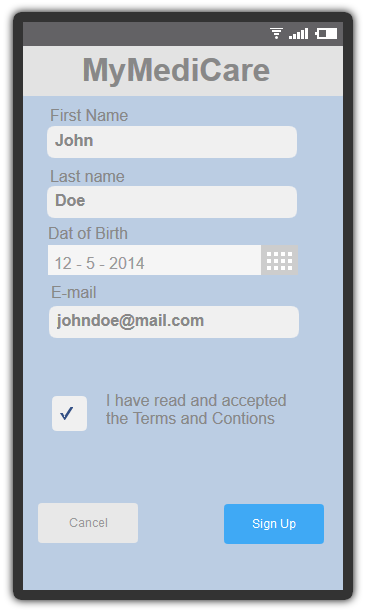 MyMediCare
First Name
John
Last name
Doe
Dat of Birth
12 - 5 - 2014
E-mail
johndoe@mail.com
I have read and accepted
the Terms and Contions
Cancel
Sign Up